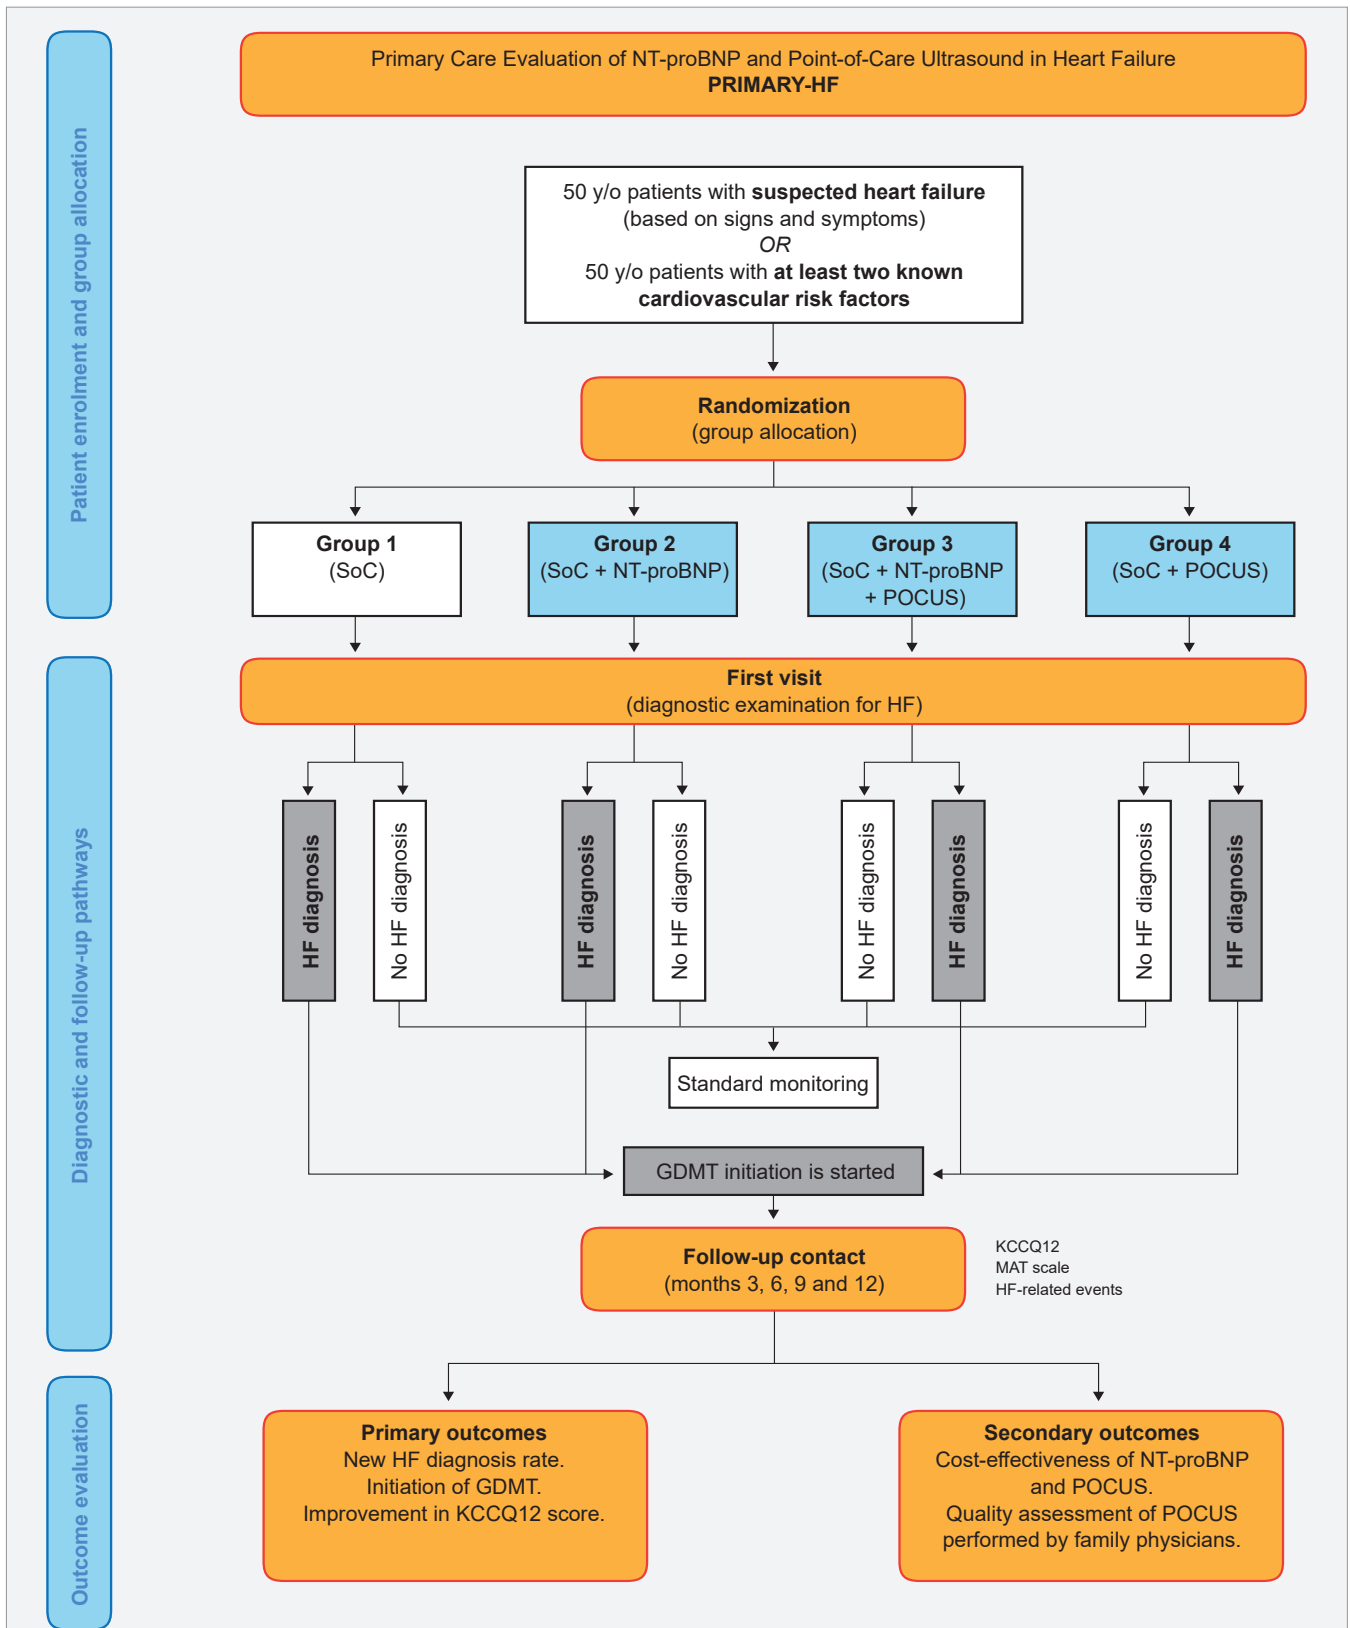 Patient enrolment and group allocation
Primary Care Evaluation of NT-proBNP and Point-of-Care Ultrasound in Heart Failure
PRIMARY-HF
50 y/o patients with suspected heart failure
(based on signs and symptoms)
OR
50 y/o patients with at least two known
cardiovascular risk factors
Randomization
(group allocation)
Group 1
(SoC)
Group 2
(SoC + NT-proBNP)
Group 3
(SoC + NT-proBNP
+ POCUS)
Group 4
(SoC + POCUS)
Diagnostic and follow-up pathways
First visit
(diagnostic examination for HF)
HF diagnosis
No HF diagnosis
HF diagnosis
No HF diagnosis
No HF diagnosis
HF diagnosis
No HF diagnosis
HF diagnosis
Standard monitoring
GDMT initiation is started
Follow-up contact
(months 3, 6, 9 and 12)
KCCQ12
MAT scale
HF-related events
Outcome evaluation
Primary outcomes
New HF diagnosis rate.
Initiation of GDMT.
Improvement in KCCQ12 score.
Secondary outcomes
Cost-effectiveness of NT-proBNP
and POCUS.
Quality assessment of POCUS
performed by family physicians.